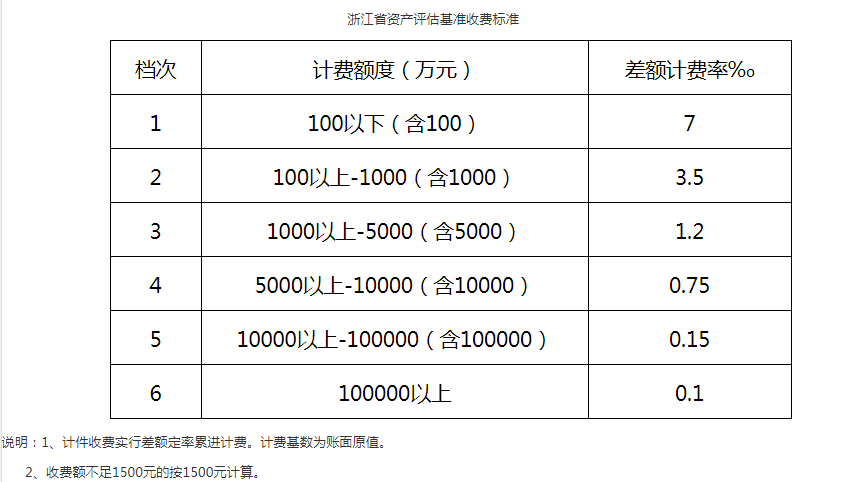 浙江省资产评估基准收费标准
档次 计费额度（万元） 差额计费率‰
1 100以下（含100） 7
2 100以上-1000（含1000） 3.5
3 1000以上-5000（含5000） 1.2
4 5000以上-10000（含10000） 0.75
5 10000以上-100000（含100000） 0.15
6 100000以上 0.1
说明：1、计件收费实行差额定率累进计费。计费基数为账面原值。
2、收费额不足1500元的按1500元计算。